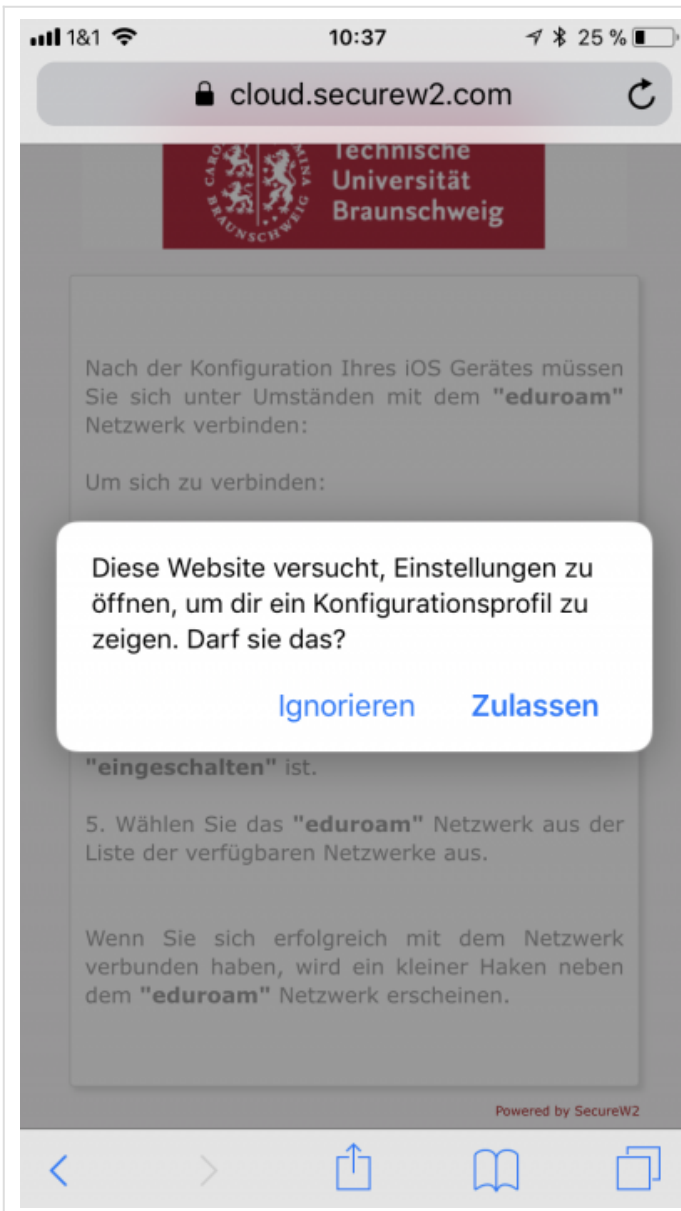 1&1
10:37
25 %
cloud.securew2.com
Technische
Universität
Braunschweig
Nach der Konfiguration Ihres iOS Gerätes müssen
Sie sich unter Umständen mit dem "eduroam"
Netzwerk verbinden:
Um sich zu verbinden:
Diese Website versucht, Einstellungen zu
öffnen, um dir ein Konfigurationsprofil zu
zeigen. Darf sie das?
Ignorieren Zulassen
"eingeschalten" ist.
5. Wählen Sie das "eduroam" Netzwerk aus der
Liste der verfügbaren Netzwerke aus.
Wenn Sie sich erfolgreich mit dem Netzwerk
verbunden haben, wird ein kleiner Haken neben
dem "eduroam" Netzwerk erscheinen.
Powered by SecureW2